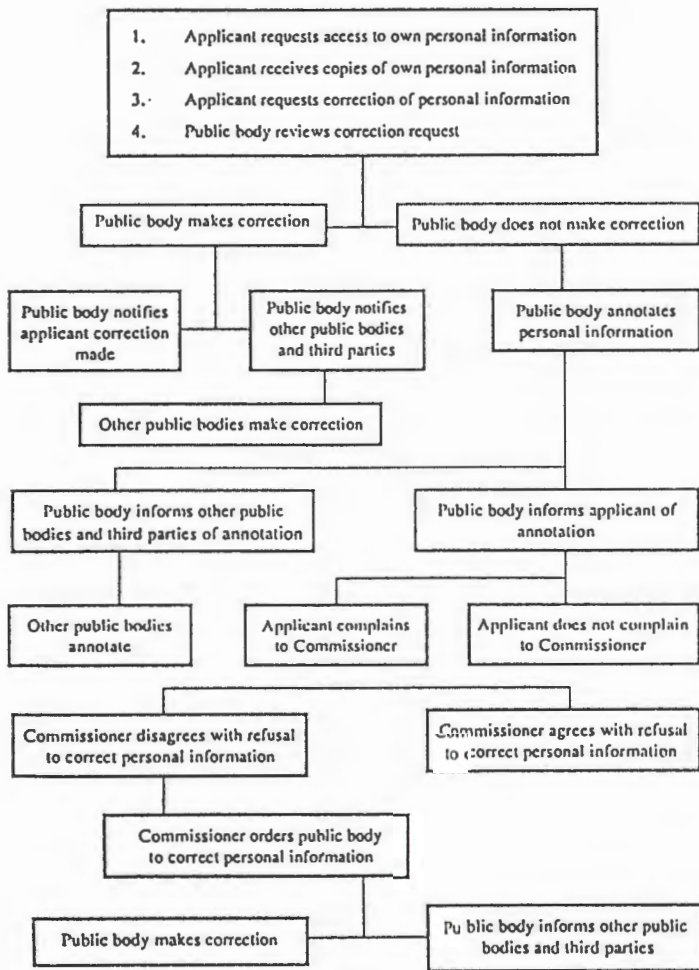 1. Applicant requests access to own personal information
2. Applicant receives copies of own personal information
3. Applicant requests correction of personal information
4. Public body reviews correction request
Public body makes correction
Public body does not make correction
Public body notifies
applicant correction
made
Public body notifies
other public bodies
and third parties
Public body annotates
personal information
Other public bodies make correction
Public body informs other public
bodies and third parties of annotation
Public body informs applicant of
annotation
Other public bodies
annotate
Applicant complains
to Commissioner
Applicant does not complain
to Commissioner
Commissioner disagrees with refusal
to correct personal information
Commissioner agrees with refusal
to correct personal information
Commissioner orders public body
to correct personal information
Public body makes correction
Public body informs other public
bodies and third parties